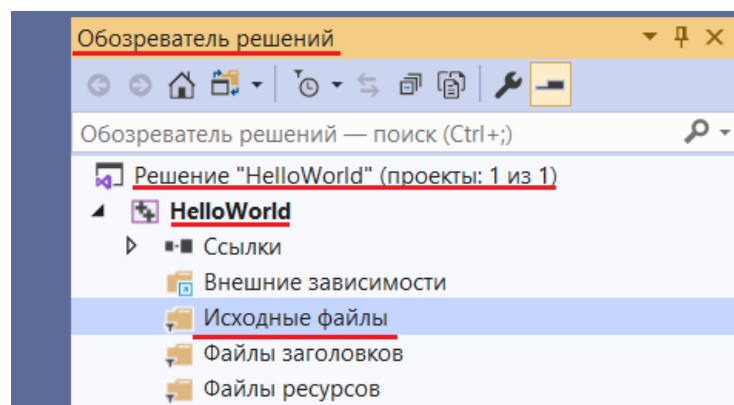 Обозреватель решений
Обозреватель решений — поиск (Ctrl+;)
Решение "HelloWorld" (проекты: 1 из 1)
HelloWorld
Ссылки
Внешние зависимости
Исходные файлы
Файлы заголовков
Файлы ресурсов